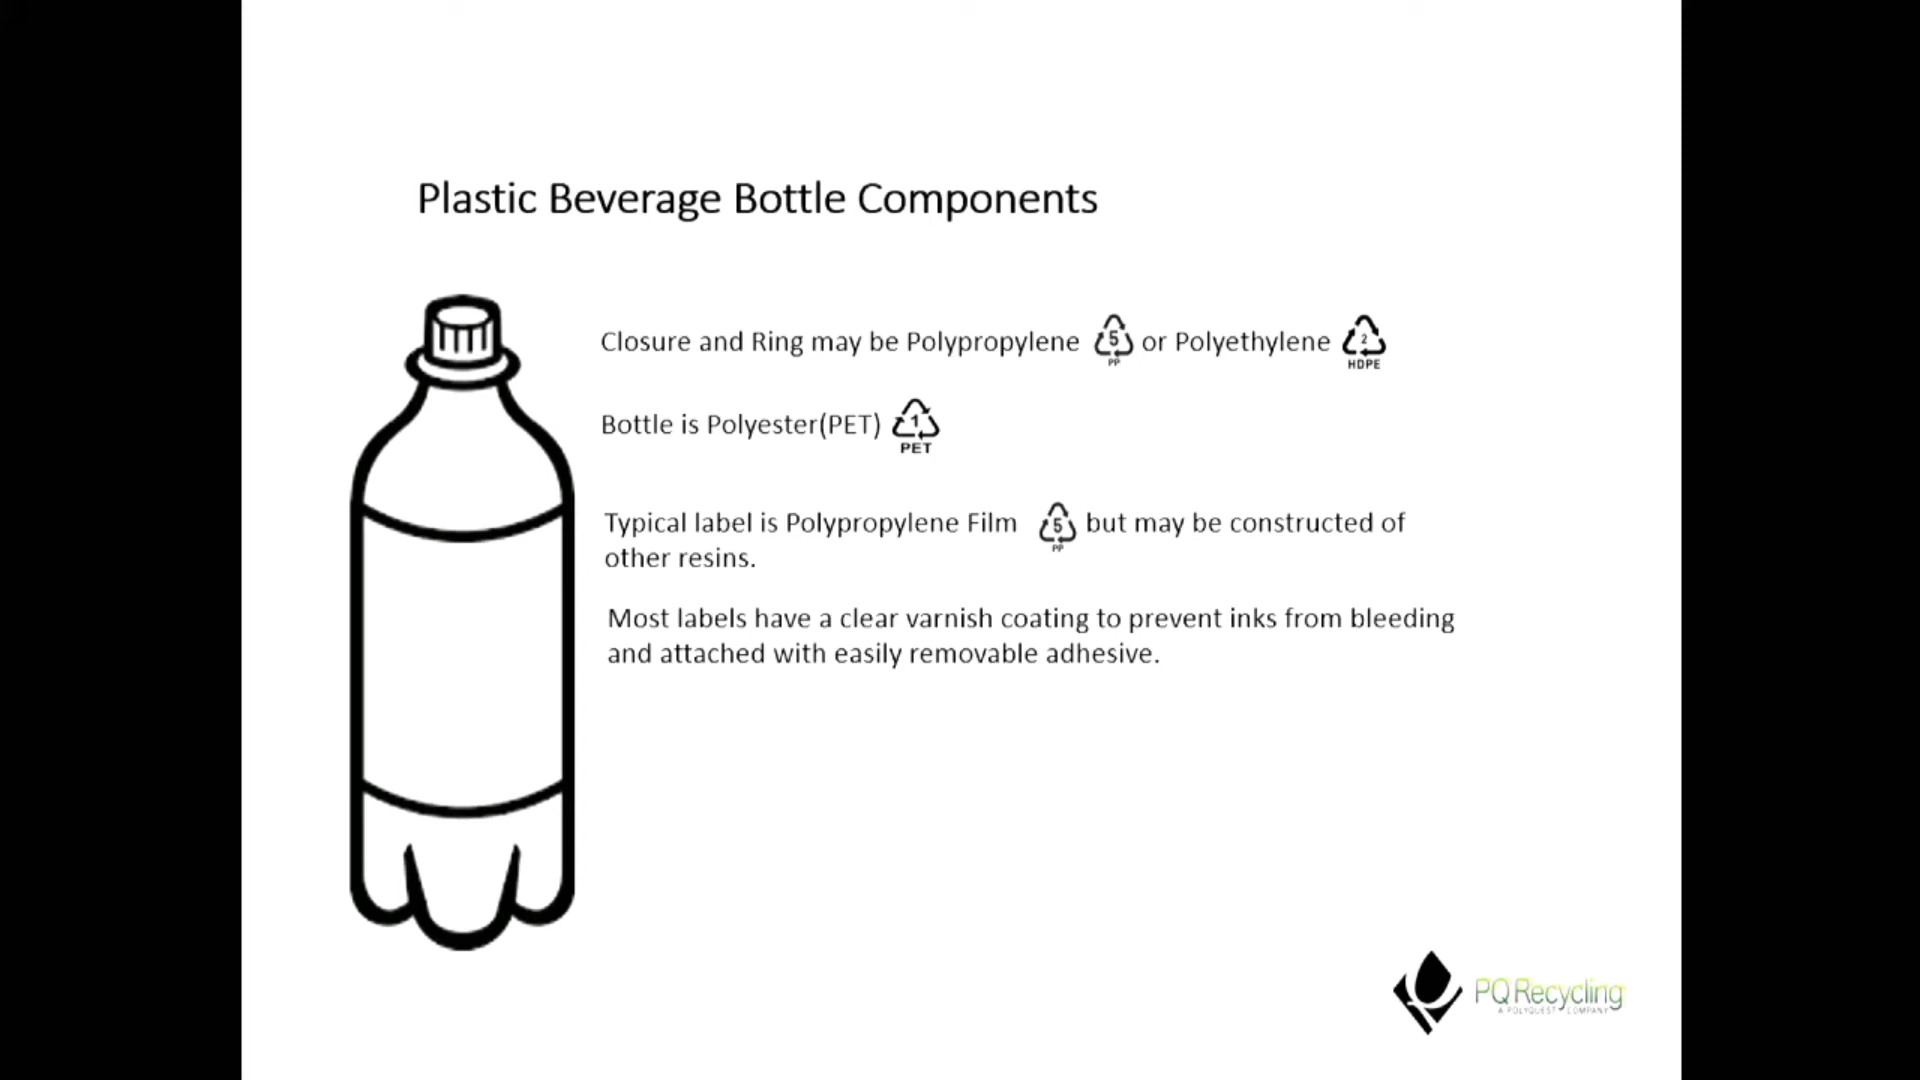 Plastic Beverage Bottle Components
Closure and Ring may be Polypropylene 5 PP or Polyethylene 2 HDPE
Bottle is Polyester(PET) 1 PET
Typical label is Polypropylene Film 5 PP but may be constructed of
other resins.
Most labels have a clear varnish coating to prevent inks from bleeding
and attached with easily removable adhesive.
PQ Recycling
A POLYQUEST COMPANY